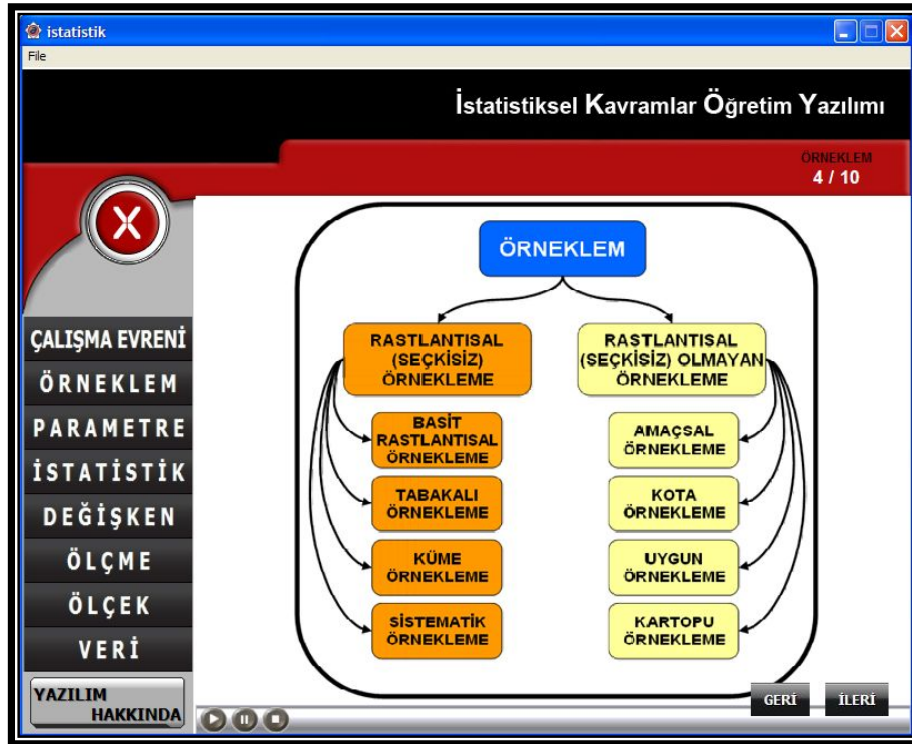 istatistik
File
İstatistiksel Kavramlar Öğretim Yazılımı
ÖRNEKLEM
4 / 10
X
ÇALIŞMA EVRENİ
ÖRNEKLEM
PARAMETRE
İSTATİSTİK
DEĞİŞKEN
ÖLÇME
ÖLÇEK
VERİ
YAZILIM
HAKKINDA
ÖRNEKLEM
RASTLANTISAL
(SEÇKİSİZ)
ÖRNEKLEME
BASİT
RASTLANTISAL
ÖRNEKLEME
TABAKALI
ÖRNEKLEME
KÜME
ÖRNEKLEME
SİSTEMATİK
ÖRNEKLEME
RASTLANTISAL
(SEÇKİSİZ) OLMAYAN
ÖRNEKLEME
AMAÇSAL
ÖRNEKLEME
KOTA
ÖRNEKLEME
UYGUN
ÖRNEKLEME
KARTOPU
ÖRNEKLEME
GERİ
İLERİ